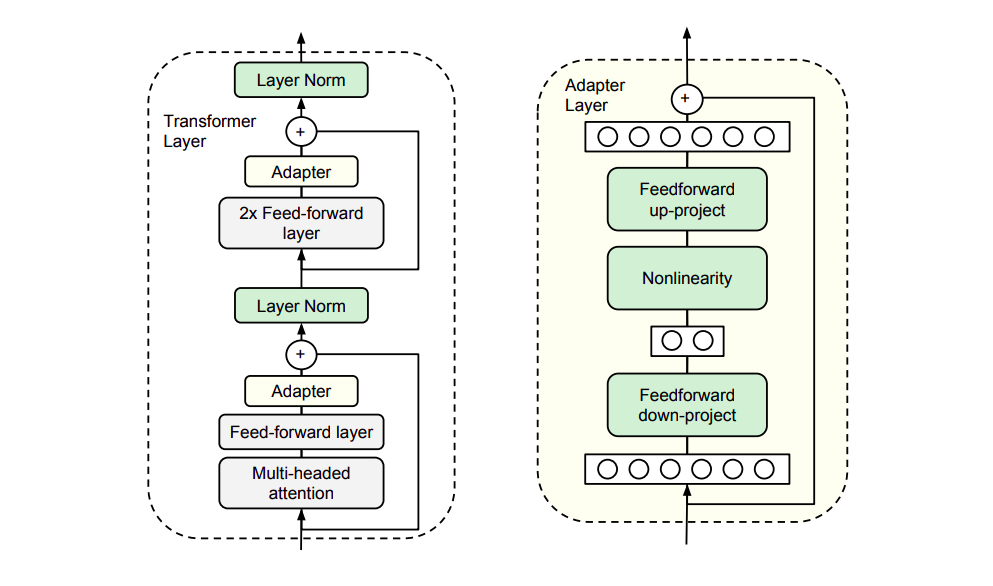 Layer Norm
Transformer
Layer
+
Adapter
2x Feed-forward
layer
Layer Norm
+
Adapter
Feed-forward layer
Multi-headed
attention
Adapter
Layer
+
Feedforward
up-project
Nonlinearity
Feedforward
down-project